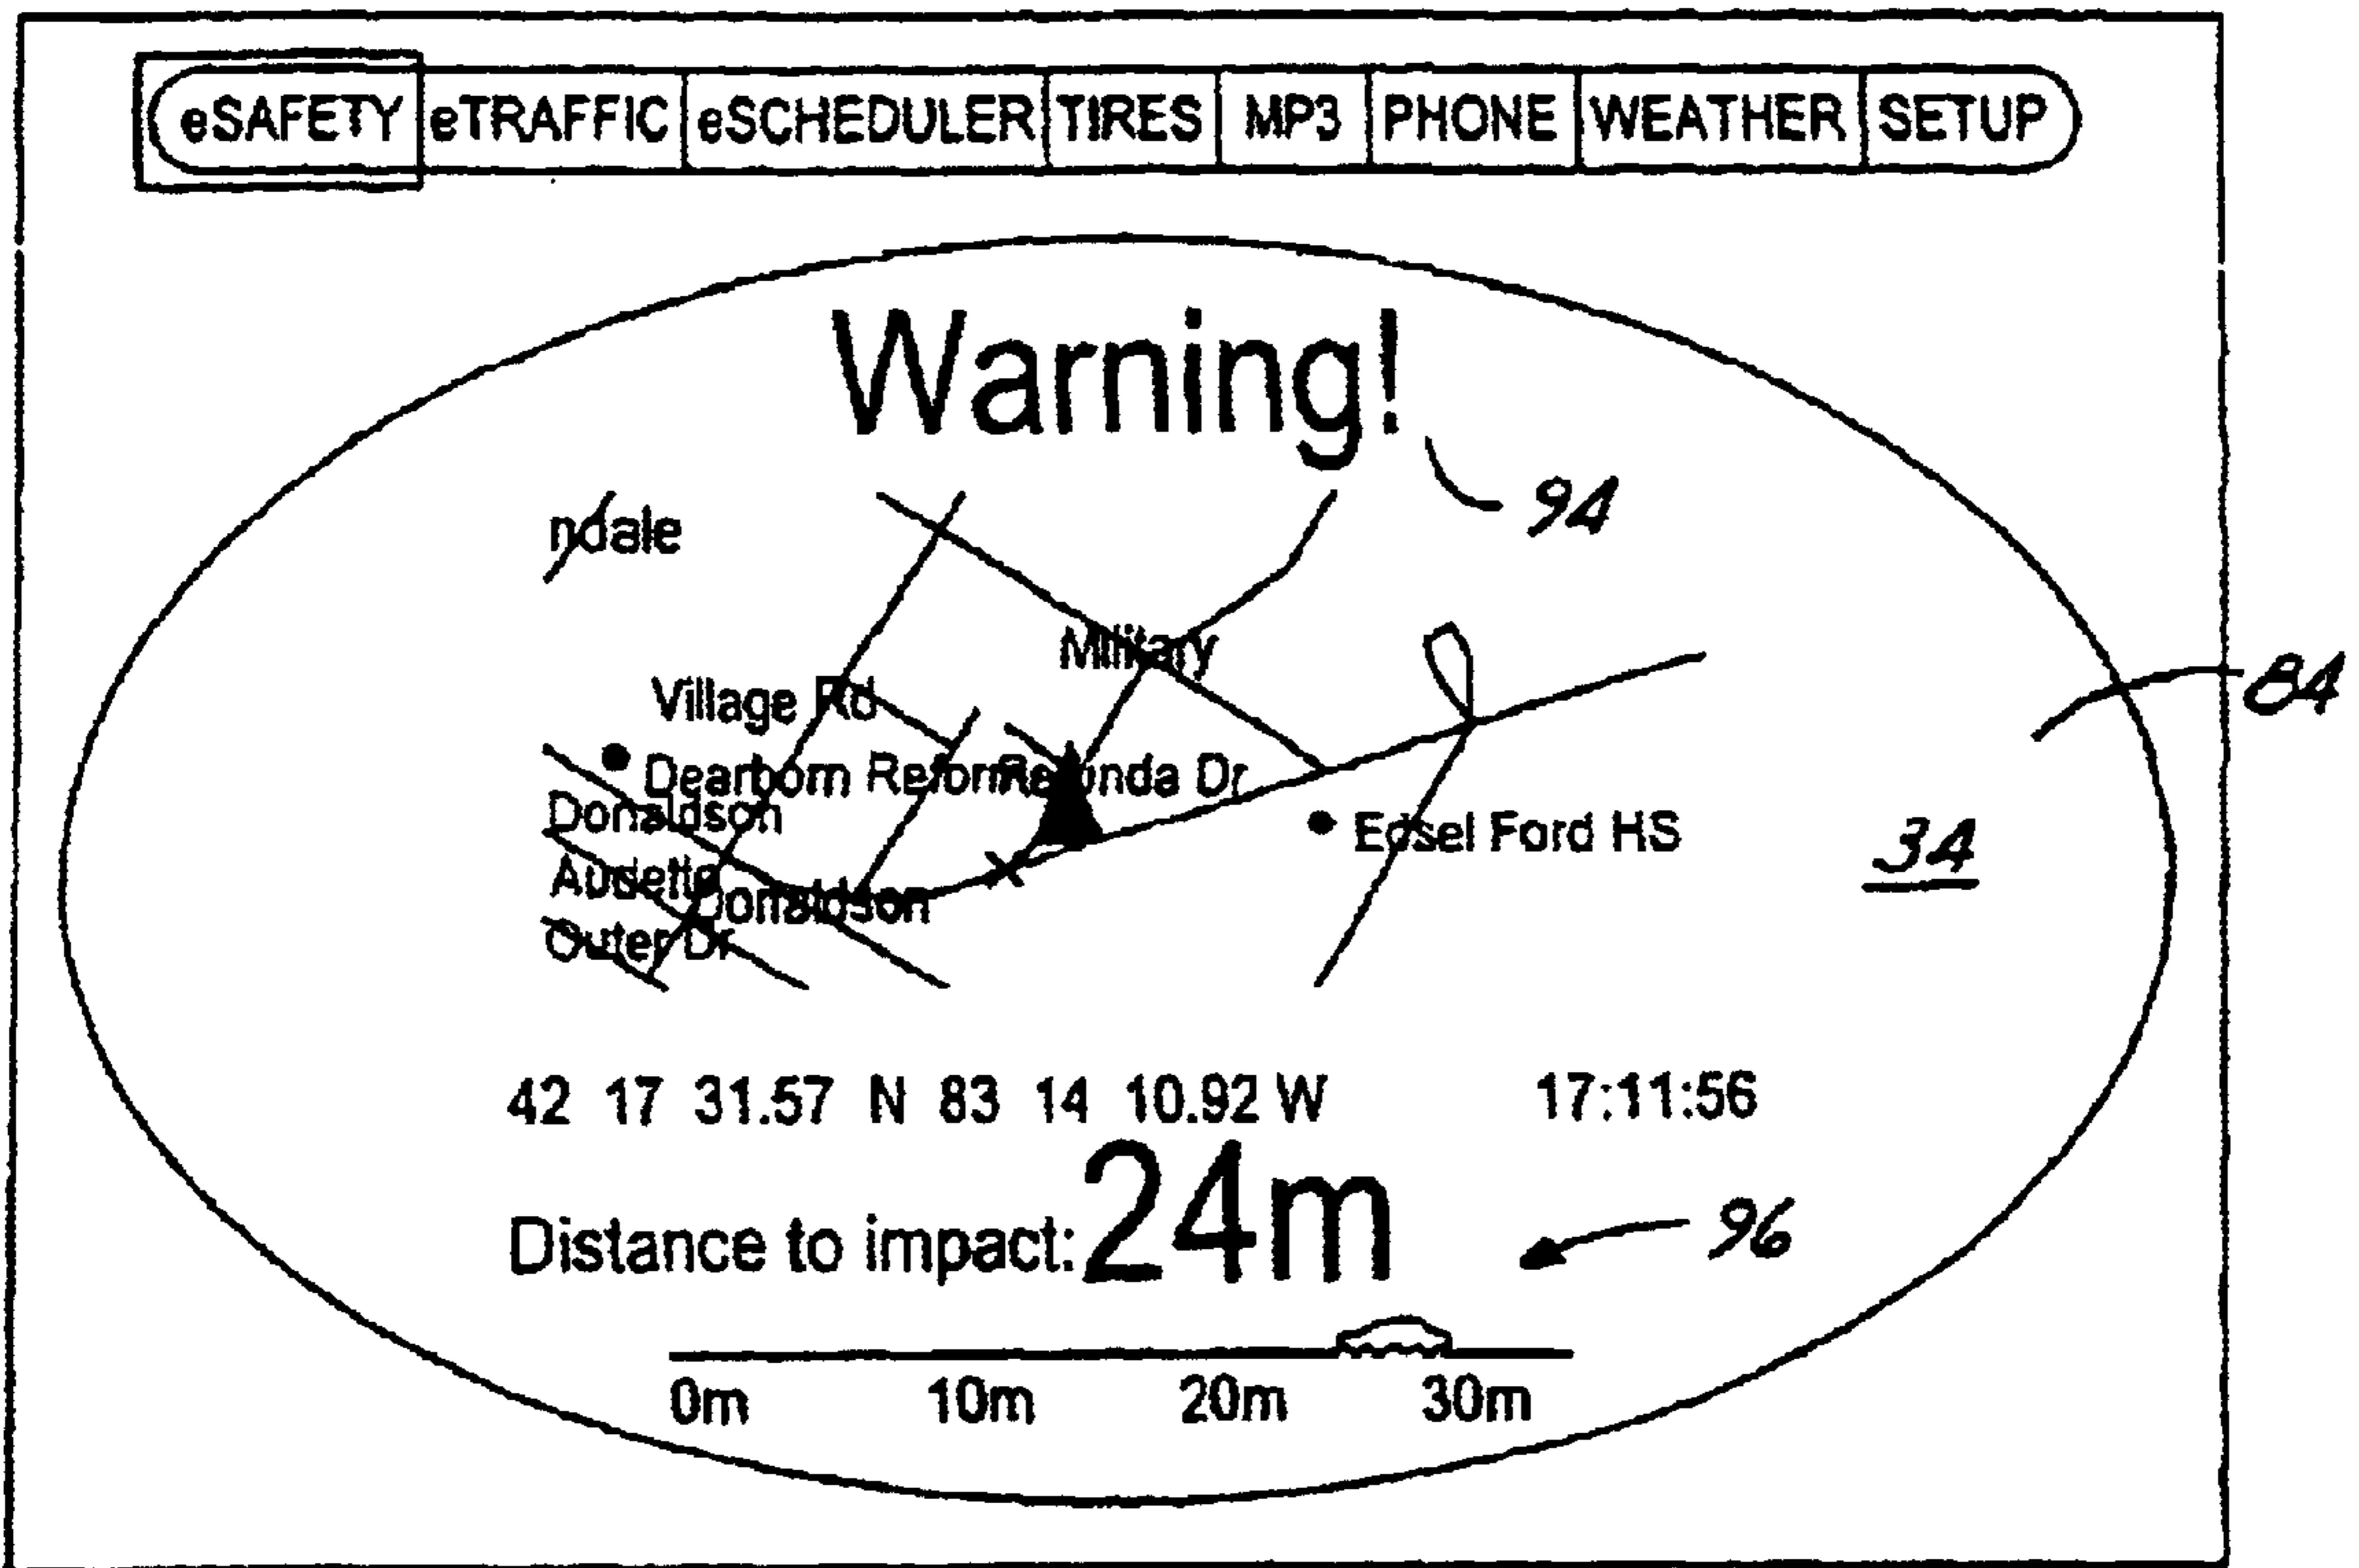 eSAFETY eTRAFFIC eSCHEDULER TIRES MP3 PHONE WEATHER SETUP
Warning!
94
ndale
Military
84
Village Rd
Dearborn Reform
Rotunda Dr
Donaldson
Edsel Ford HS
34
Audette
Donaldson
Outer Dr
42 17 31.57 N 83 14 10.92 W 17:11:56
Distance to impact: 24m
96
0m 10m 20m 30m